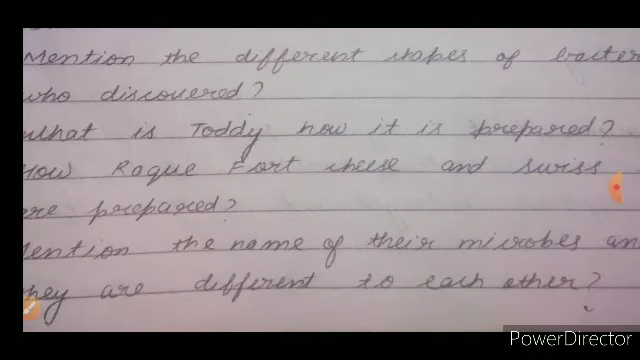 Mention the different shapes of bacter
who discovered?
what is Toddy how it is prepared?
How Roque Fort cheese and swiss
are prepared?
Mention the name of their microbes an
they are different to each other?
PowerDirector